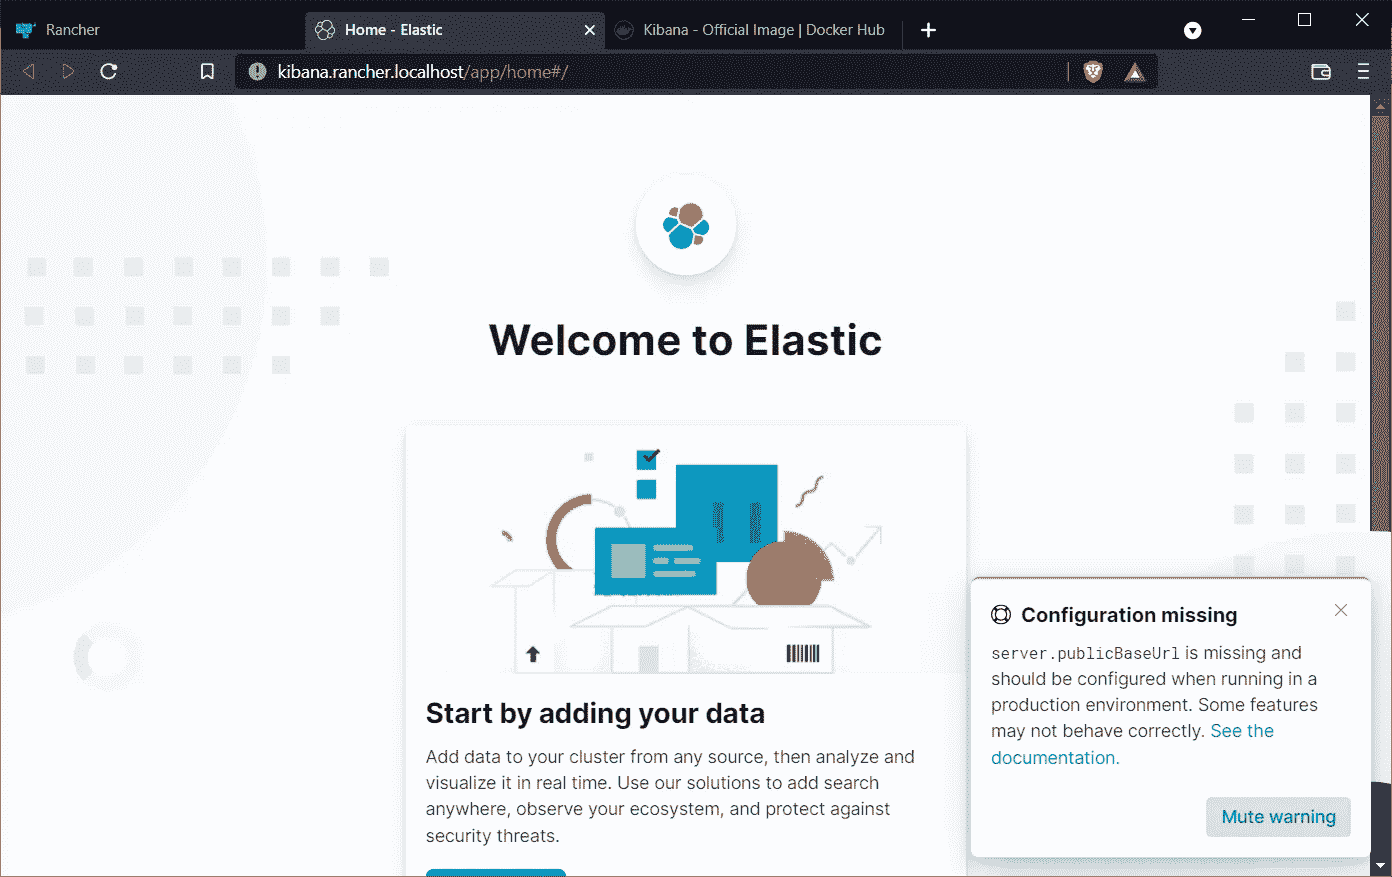 Rancher
Home - Elastic
Kibana - Official Image | Docker Hub
kibana.rancher.localhost/app/home#/
Welcome to Elastic
Start by adding your data
Add data to your cluster from any source, then analyze and
visualize it in real time. Use our solutions to add search
anywhere, observe your ecosystem, and protect against
security threats.
Configuration missing
server.publicBaseUrl is missing and
should be configured when running in a
production environment. Some features
may not behave correctly. See the
documentation.
Mute warning